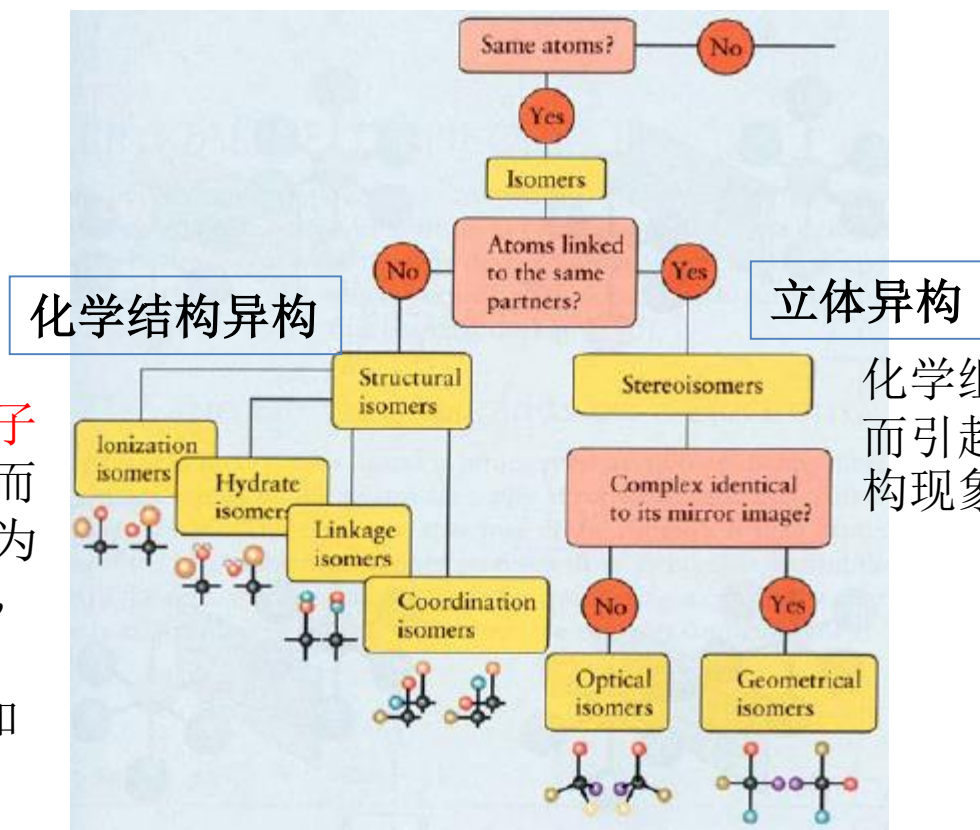 Same atoms?
No
Yes
Isomers
Atoms linked
to the same
partners?
No
Yes
化学结构异构
立体异构
Structural
isomers
Stereoisomers
化学组
而引起
构现象
子
而
为
，
和
Ionization
isomers
Hydrate
isomers
Linkage
isomers
Coordination
isomers
Complex identical
to its mirror image?
No
Yes
Optical
isomers
Geometrical
isomers